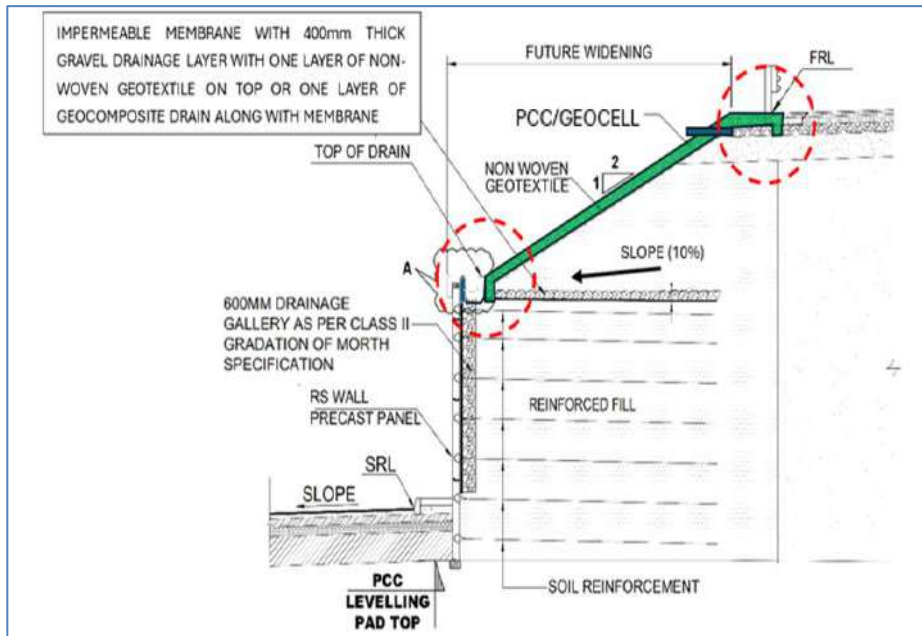 IMPERMEABLE MEMBRANE WITH 400mm THICK
GRAVEL DRAINAGE LAYER WITH ONE LAYER OF NON-
WOVEN GEOTEXTILE ON TOP OR ONE LAYER OF
GEOCOMPOSITE DRAIN ALONG WITH MEMBRANE
FUTURE WIDENING
FRL
PCC/GEOCELL
TOP OF DRAIN
NON WOVEN
GEOTEXTILE
2
1
SLOPE (10%)
A
600MM DRAINAGE
GALLERY AS PER CLASS II
GRADATION OF MORTH
SPECIFICATION
RS WALL
PRECAST PANEL
REINFORCED FILL
SRL
SLOPE
SOIL REINFORCEMENT
PCC
LEVELLING
PAD TOP